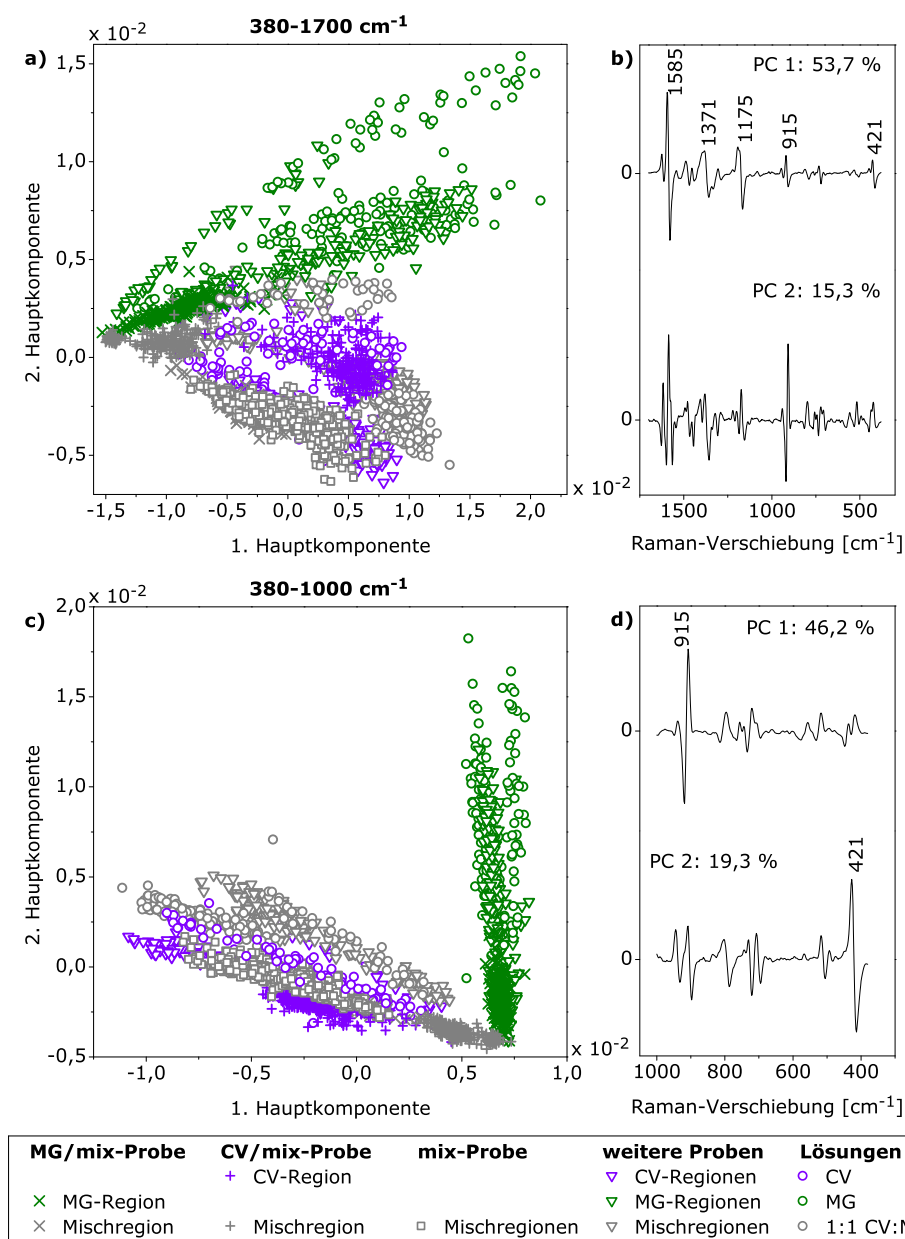 380-1700 cm⁻¹
x 10⁻²
a)
1,5
1,0
0,5
0,0
-0,5
2. Hauptkomponente
-1,5 -1,0 -0,5 0,0 0,5 1,0 1,5 2,0
x 10⁻²
1. Hauptkomponente
b)
PC 1: 53,7 %
1585
1371
1175
915
421
0
PC 2: 15,3 %
0
1500 1000 500
Raman-Verschiebung [cm⁻¹]
380-1000 cm⁻¹
x 10⁻²
c)
2,0
1,5
1,0
0,5
0,0
-0,5
2. Hauptkomponente
-1,0 -0,5 0,0 0,5 1,0
x 10⁻²
1. Hauptkomponente
d)
PC 1: 46,2 %
915
0
PC 2: 19,3 %
421
0
1000 800 600 400
Raman-Verschiebung [cm⁻¹]
MG/mix-Probe CV/mix-Probe mix-Probe weitere Proben Lösungen
CV-Region CV-Regionen CV
MG-Region MG-Regionen MG
Mischregion Mischregion Mischregionen Mischregionen 1:1 CV: